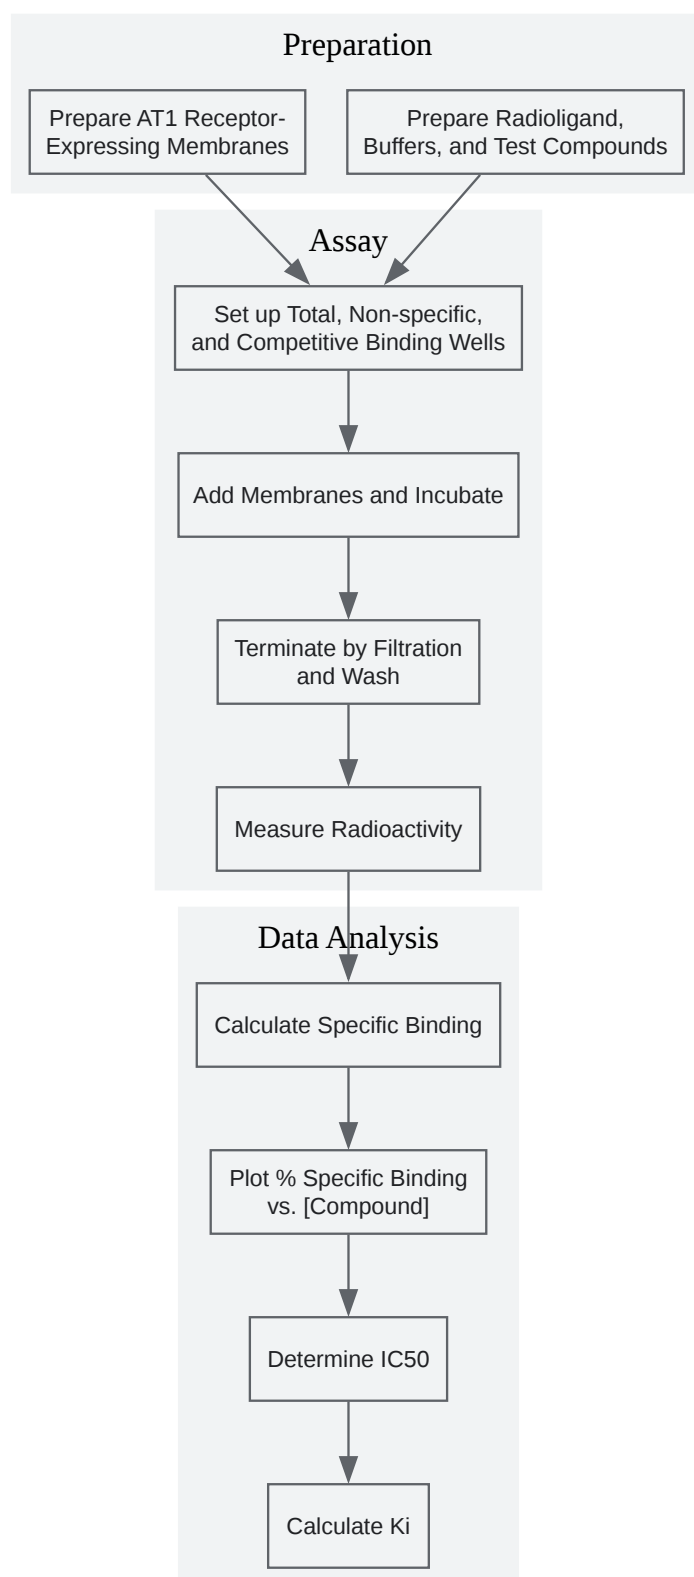 Preparation
Prepare AT1 Receptor-
Expressing Membranes
Prepare Radioligand,
Buffers, and Test Compounds
Assay
Set up Total, Non-specific,
and Competitive Binding Wells
Add Membranes and Incubate
Terminate by Filtration
and Wash
Measure Radioactivity
Data Analysis
Calculate Specific Binding
Plot % Specific Binding
vs. [Compound]
Determine IC50
Calculate Ki